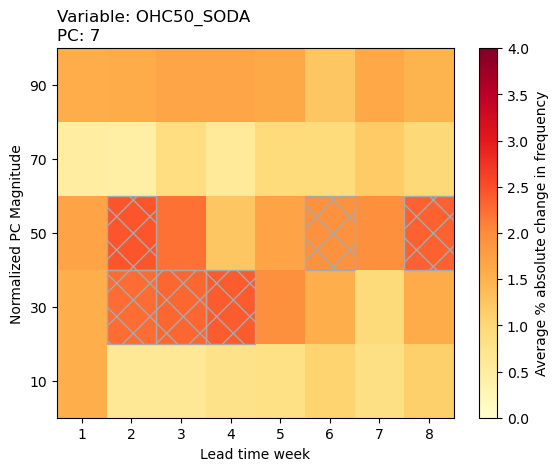 Variable: OHC50_SODA
PC: 7
Normalized PC Magnitude
90
70
50
30
10
1 2 3 4 5 6 7 8
Lead time week
4.0
3.5
3.0
2.5
2.0
1.5
1.0
0.5
0.0
Average % absolute change in frequency